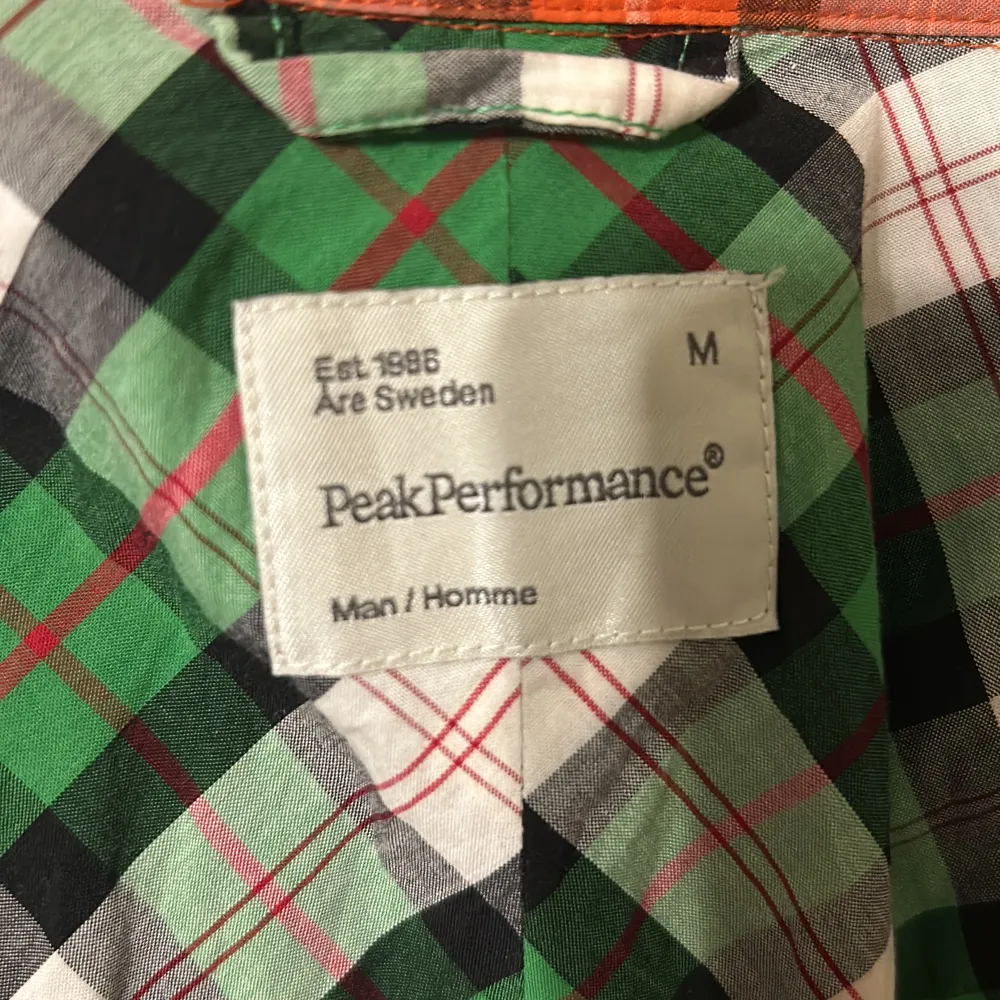 Est. 1986
Åre Sweden
M
PeakPerformance®
Man / Homme